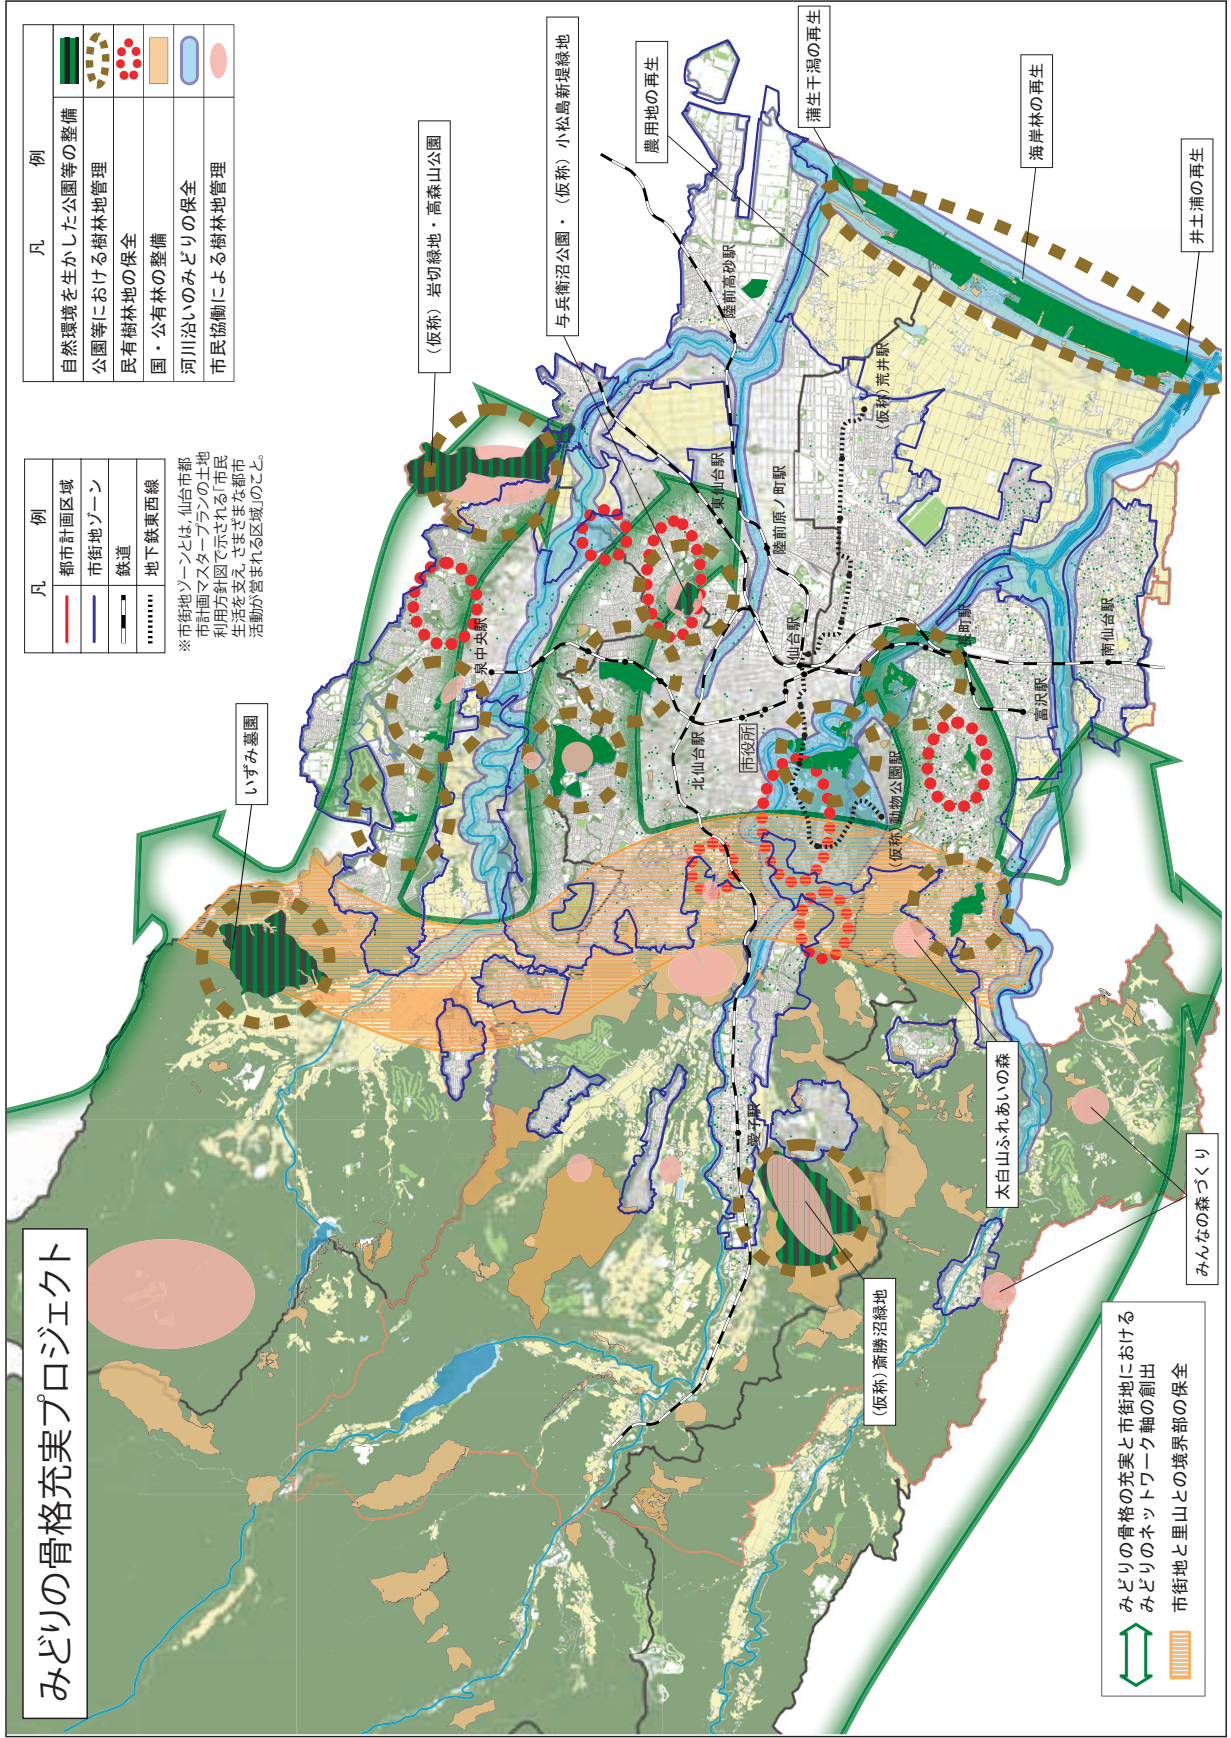 みどりの骨格充実プロジェクト
凡　例
都市計画区域
市街地ゾーン
鉄道
地下鉄東西線
※市街地ゾーンとは、仙台市都
市計画マスタープランの土地
利用方針図で示される「市民
生活を支え、さまざまな都市
活動が営まれる区域」のこと。
凡　例
自然環境を生かした公園等の整備
公園等における樹林地管理
民有樹林地の保全
国・公有林の整備
河川沿いのみどりの保全
市民協働による樹林地管理
いずみ墓園
(仮称) 岩切緑地・高森山公園
与兵衛沼公園・(仮称) 小松島新堤緑地
農用地の再生
蒲生干潟の再生
海岸林の再生
井土浦の再生
泉中央駅
陸前高砂駅
東仙台駅
陸前原ノ町駅
(仮称)荒井駅
仙台駅
北仙台駅
市役所
(仮称)動物公園駅
長町駅
富沢駅
南仙台駅
愛子駅
(仮称)斎勝沼緑地
太白山ふれあいの森
みんなの森づくり
みどりの骨格の充実と市街地における
みどりのネットワーク軸の創出
市街地と里山との境界部の保全